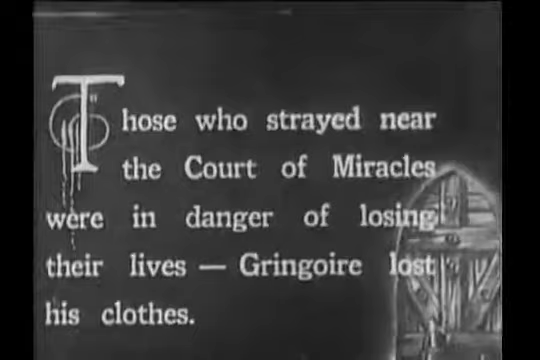 Those who strayed near
the Court of Miracles
were in danger of losing
their lives — Gringoire lost
his clothes.